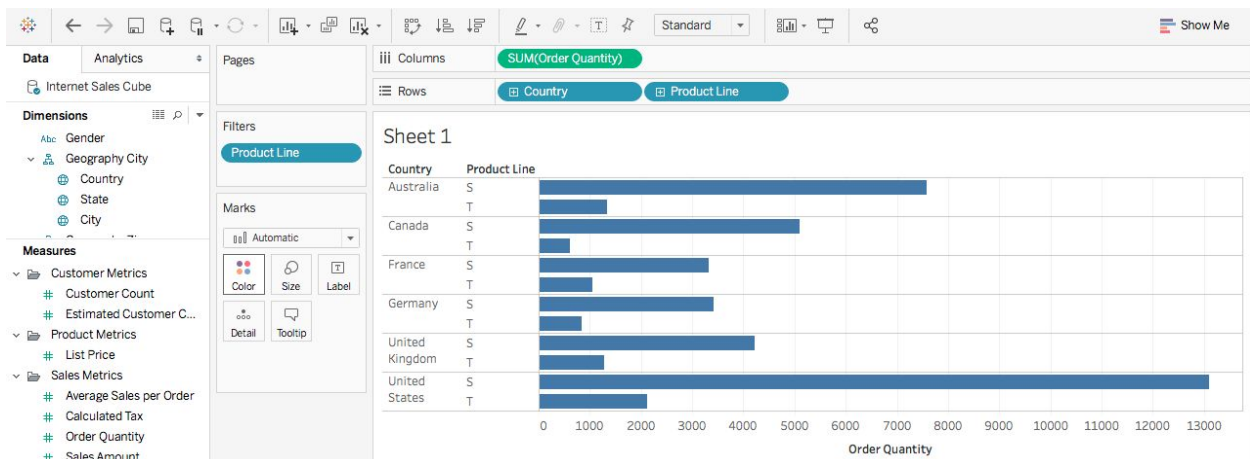 Standard
Show Me
Data
Analytics
Internet Sales Cube
Dimensions
Abc Gender
Geography City
Country
State
City
Measures
Customer Metrics
# Customer Count
# Estimated Customer C...
Product Metrics
# List Price
Sales Metrics
# Average Sales per Order
# Calculated Tax
# Order Quantity
# Sales Amount
Pages
Filters
Product Line
Marks
Automatic
Color Size Label
Detail Tooltip
Columns SUM(Order Quantity)
Rows Country Product Line
Sheet 1
Country Product Line
Australia S
T
Canada S
T
France S
T
Germany S
T
United S
Kingdom T
United S
States T
0 1000 2000 3000 4000 5000 6000 7000 8000 9000 10000 11000 12000 13000
Order Quantity